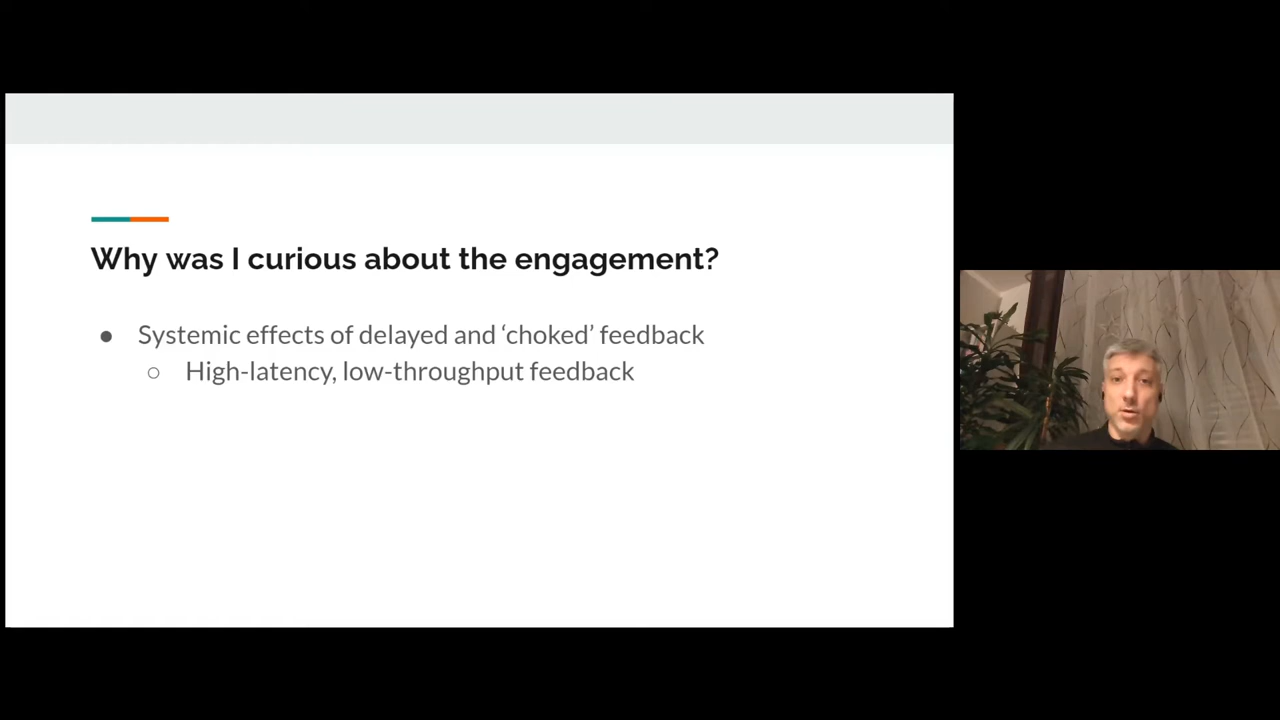 Why was I curious about the engagement?
● Systemic effects of delayed and ‘choked’ feedback
○ High-latency, low-throughput feedback